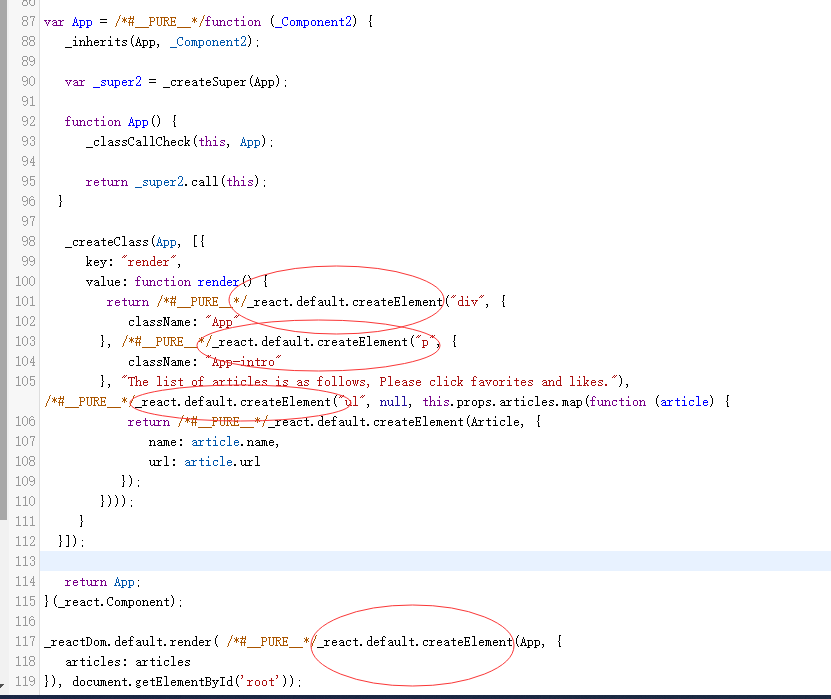 86
87 var App = /*#__PURE__*/function (_Component2) {
88 _inherits(App, _Component2);
89
90 var _super2 = _createSuper(App);
91
92 function App() {
93 _classCallCheck(this, App);
94
95 return _super2.call(this);
96 }
97
98 _createClass(App, [{
99 key: "render",
100 value: function render() {
101 return /*#__PURE__*/_react.default.createElement("div", {
102 className: "App"
103 }, /*#__PURE__*/_react.default.createElement("p", {
104 className: "App-intro"
105 }, "The list of articles is as follows, Please click favorites and likes."),
/*#__PURE__*/_react.default.createElement("ul", null, this.props.articles.map(function (article) {
106 return /*#__PURE__*/_react.default.createElement(Article, {
107 name: article.name,
108 url: article.url
109 });
110 })));
111 }
112 }]);
113
114 return App;
115 }(_react.Component);
116
117 _reactDom.default.render( /*#__PURE__*/_react.default.createElement(App, {
118 articles: articles
119 }), document.getElementById('root'));